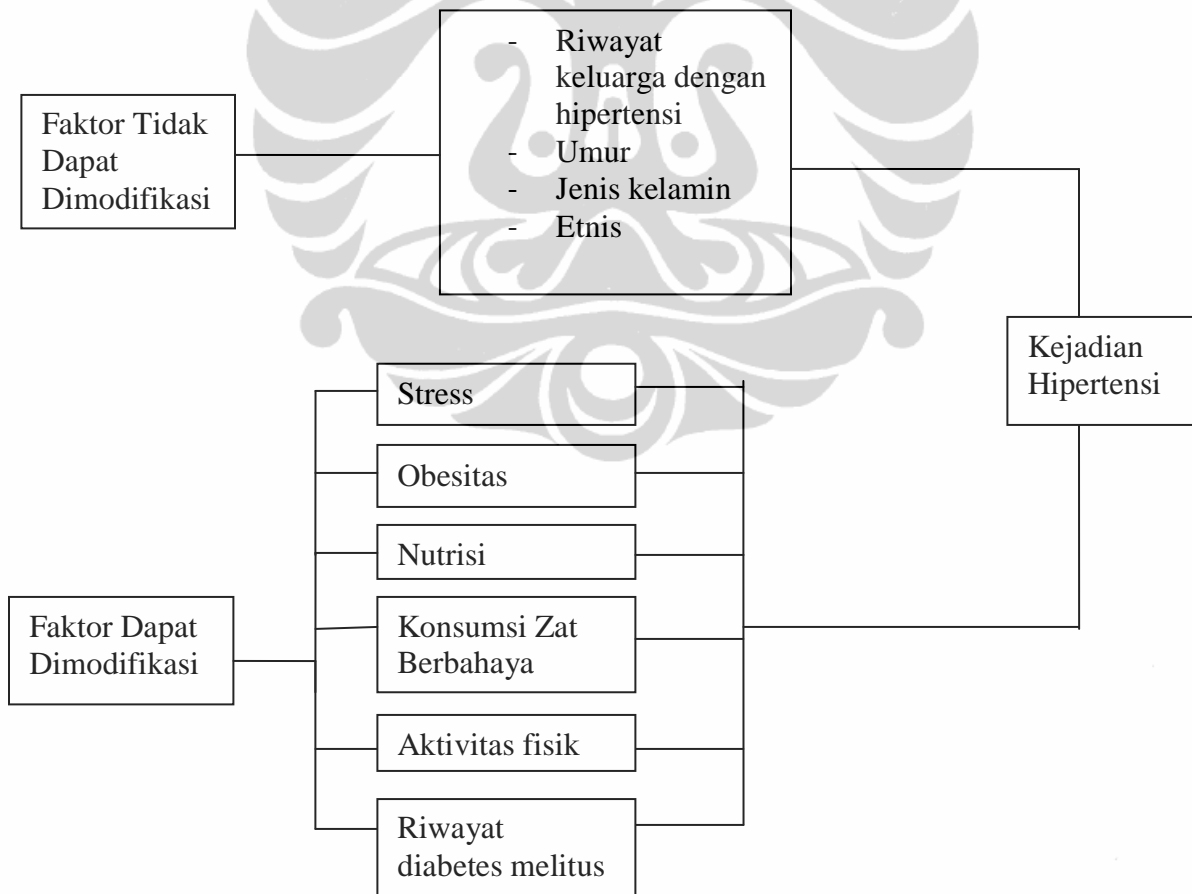 - Riwayat
keluarga dengan
hipertensi
- Umur
- Jenis kelamin
- Etnis
Faktor Tidak
Dapat
Dimodifikasi
Kejadian
Hipertensi
Stress
Obesitas
Nutrisi
Konsumsi Zat
Berbahaya
Faktor Dapat
Dimodifikasi
Aktivitas fisik
Riwayat
diabetes melitus